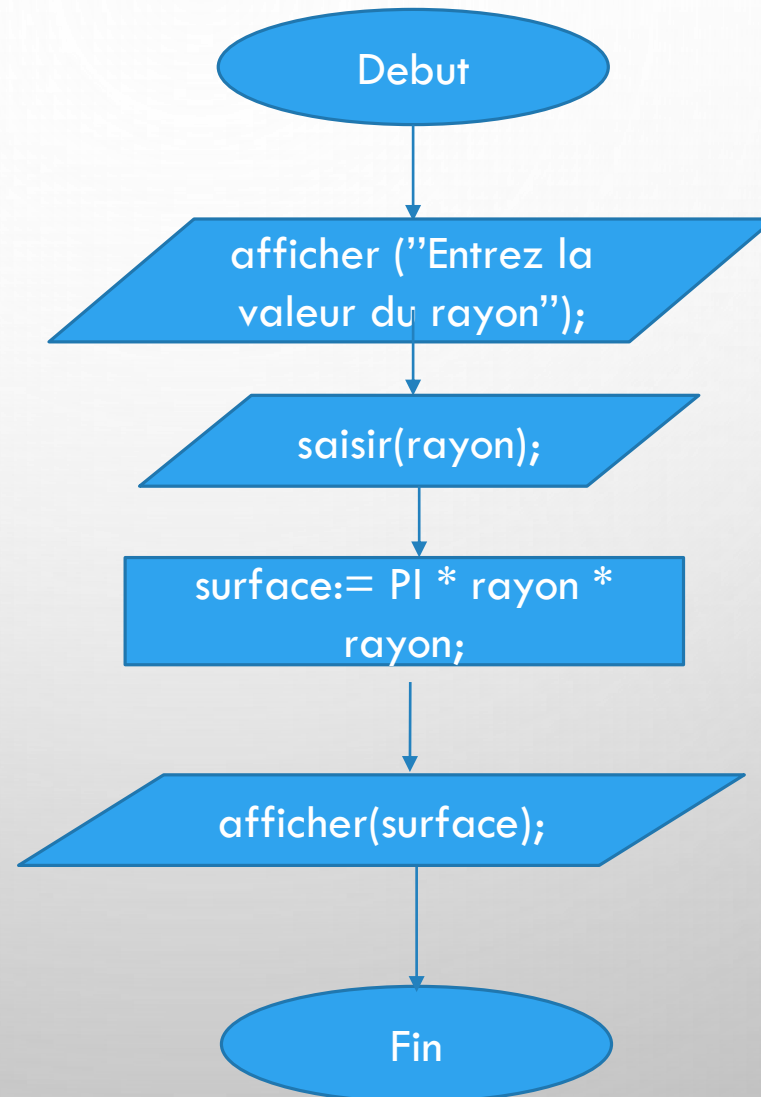 Debut
afficher (”Entrez la
valeur du rayon”);
saisir(rayon);
surface:= PI * rayon *
rayon;
afficher(surface);
Fin